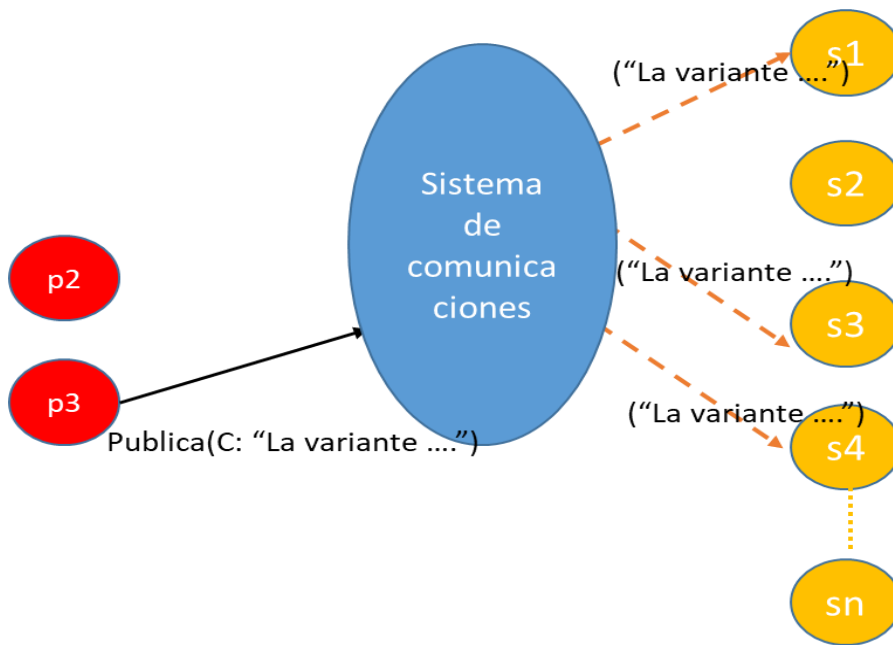 s1
(“La variante ....”)
s2
Sistema
de
comunica
ciones
p2
(“La variante ....”)
s3
p3
(“La variante ....”)
Publica(C: “La variante ....”)
s4
sn